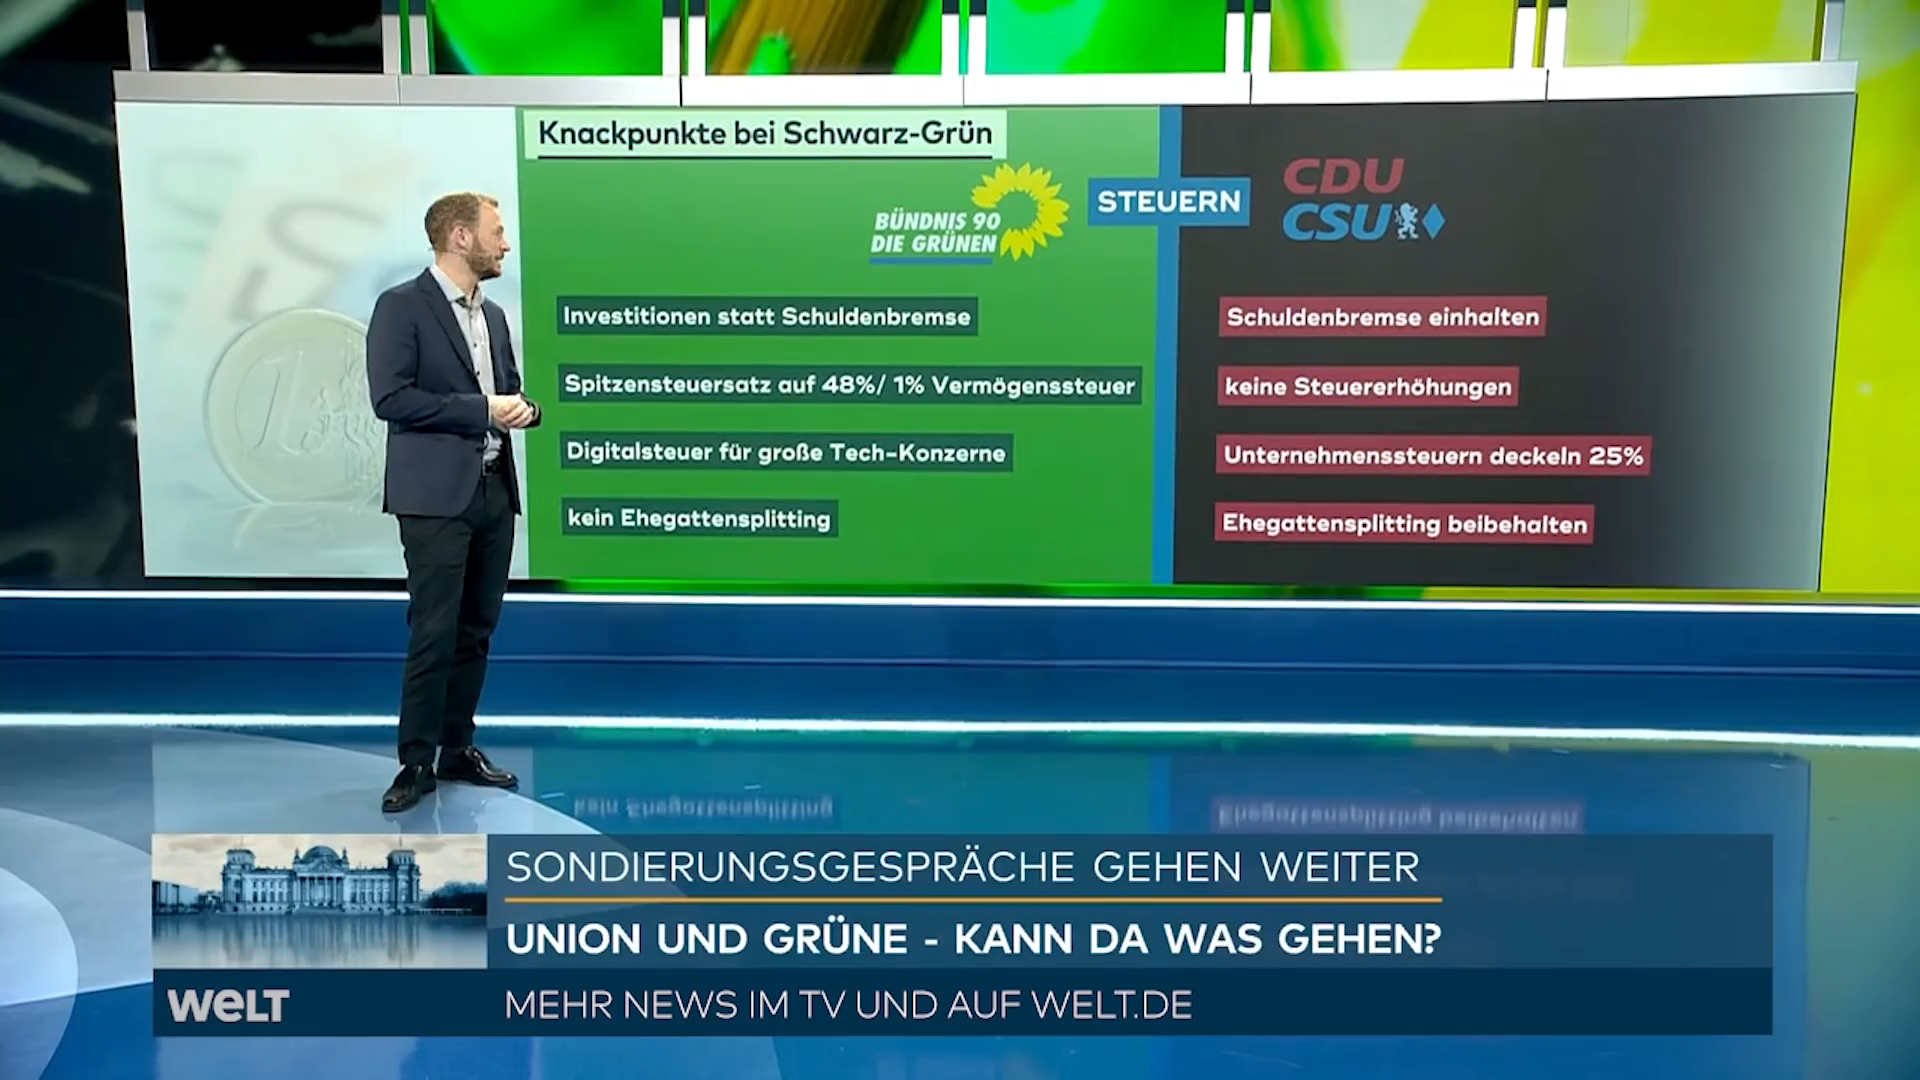 Knackpunkte bei Schwarz-Grün
BÜNDNIS 90
DIE GRÜNEN
STEUERN
CDU
CSU
Investitionen statt Schuldenbremse
Spitzensteuersatz auf 48%/ 1% Vermögenssteuer
Digitalsteuer für große Tech-Konzerne
kein Ehegattensplitting
Schuldenbremse einhalten
keine Steuererhöhungen
Unternehmenssteuern deckeln 25%
Ehegattensplitting beibehalten
SONDIERUNGSGESPRÄCHE GEHEN WEITER
UNION UND GRÜNE - KANN DA WAS GEHEN?
WELT
MEHR NEWS IM TV UND AUF WELT.DE